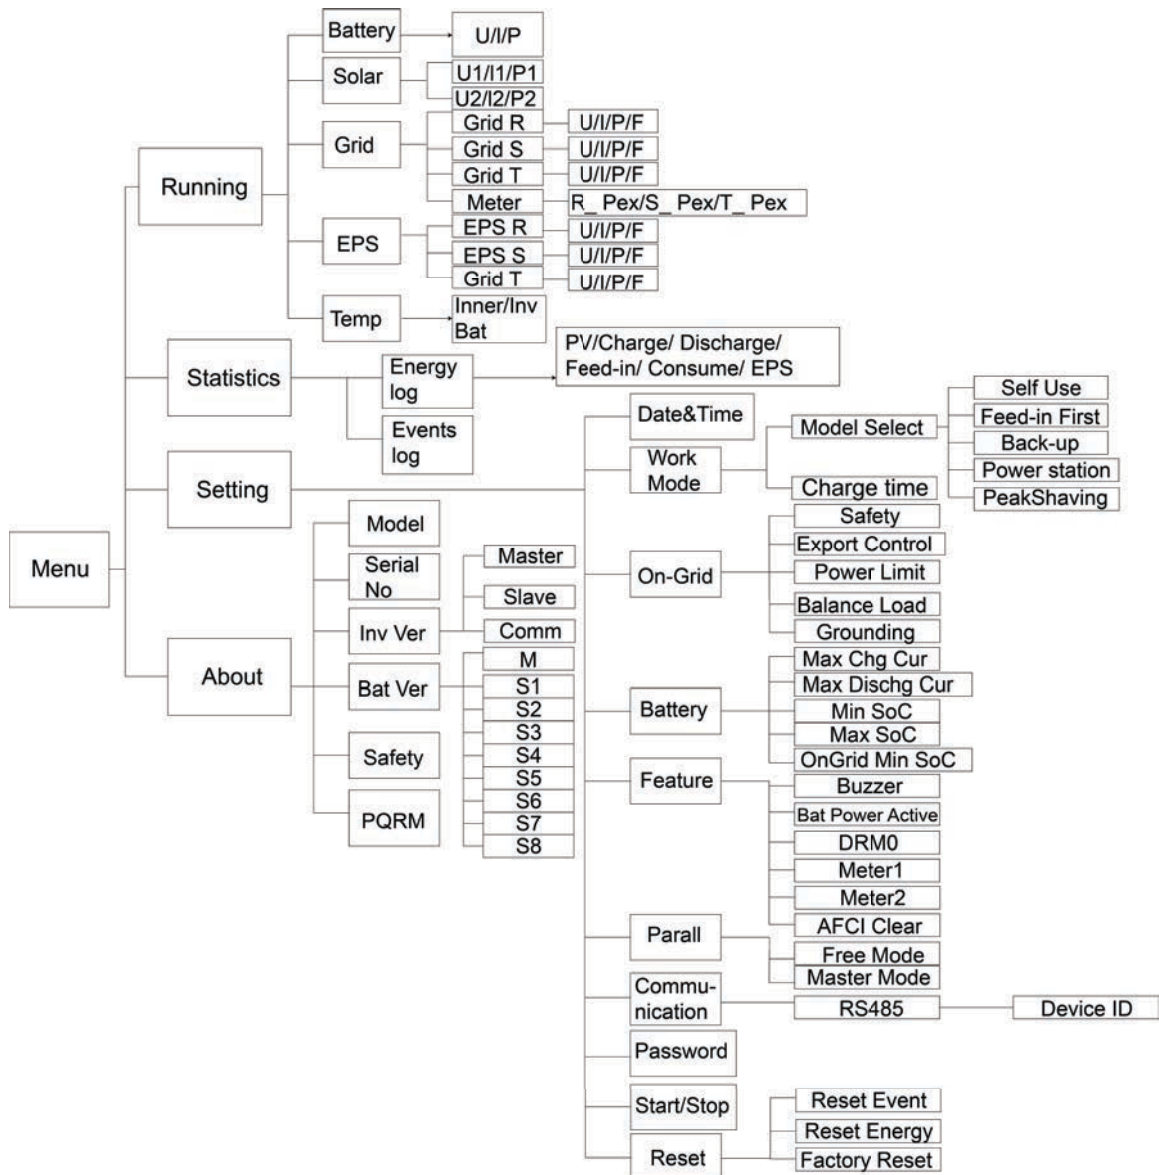 Menu
Running
Battery
U/I/P
Solar
U1/I1/P1
U2/I2/P2
Grid
Grid R
U/I/P/F
Grid S
U/I/P/F
Grid T
U/I/P/F
Meter
R_ Pex/S_ Pex/T_ Pex
EPS
EPS R
U/I/P/F
EPS S
U/I/P/F
Grid T
U/I/P/F
Temp
Inner/Inv
Bat
Statistics
Energy
log
PV/Charge/ Discharge/
Feed-in/ Consume/ EPS
Events
log
Setting
Date&Time
Work
Mode
Model Select
Self Use
Feed-in First
Back-up
Power station
PeakShaving
Charge time
On-Grid
Safety
Export Control
Power Limit
Balance Load
Grounding
Battery
Max Chg Cur
Max Dischg Cur
Min SoC
Max SoC
OnGrid Min SoC
Feature
Buzzer
Bat Power Active
DRM0
Meter1
Meter2
AFCI Clear
Parall
Free Mode
Master Mode
Commu-
nication
RS485
Device ID
Password
Start/Stop
Reset
Reset Event
Reset Energy
Factory Reset
About
Model
Serial
No
Inv Ver
Master
Slave
Comm
Bat Ver
M
S1
S2
S3
S4
S5
S6
S7
S8
Safety
PQRM